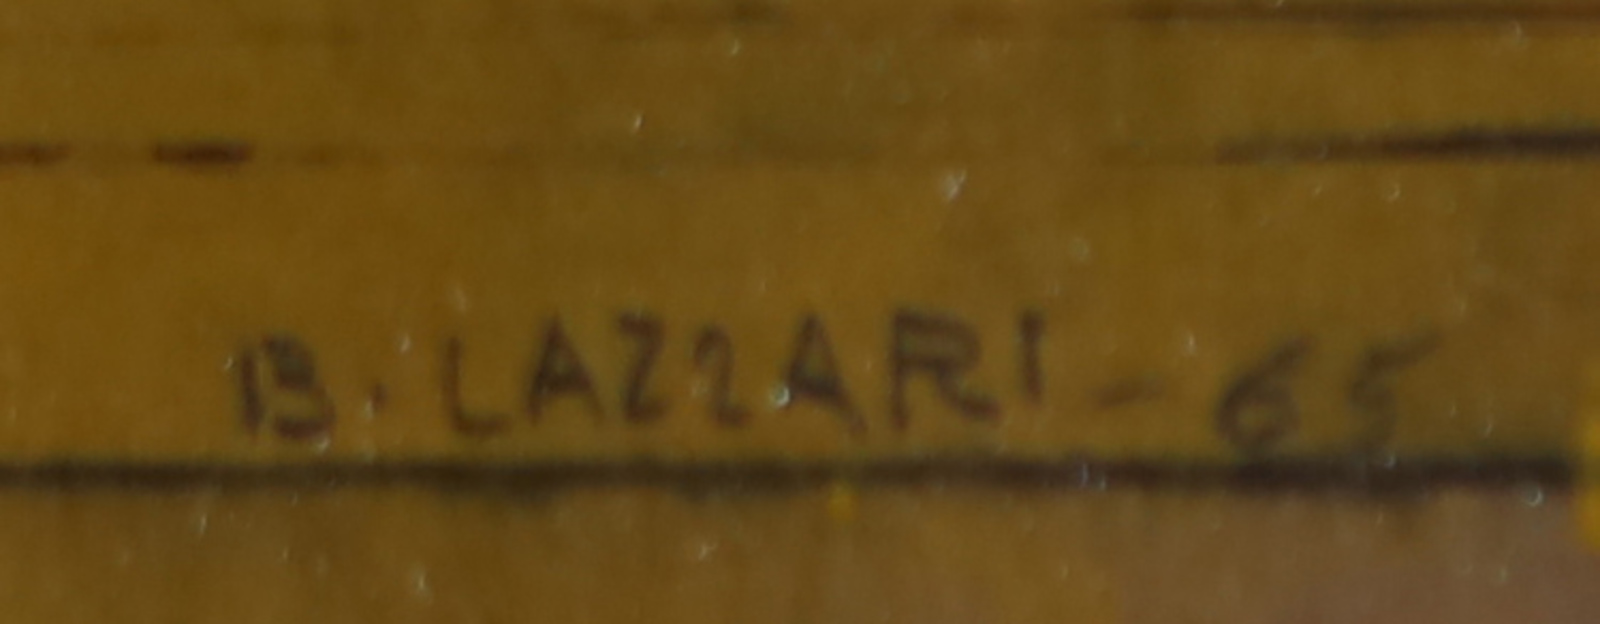 B. LAZZARI - 65